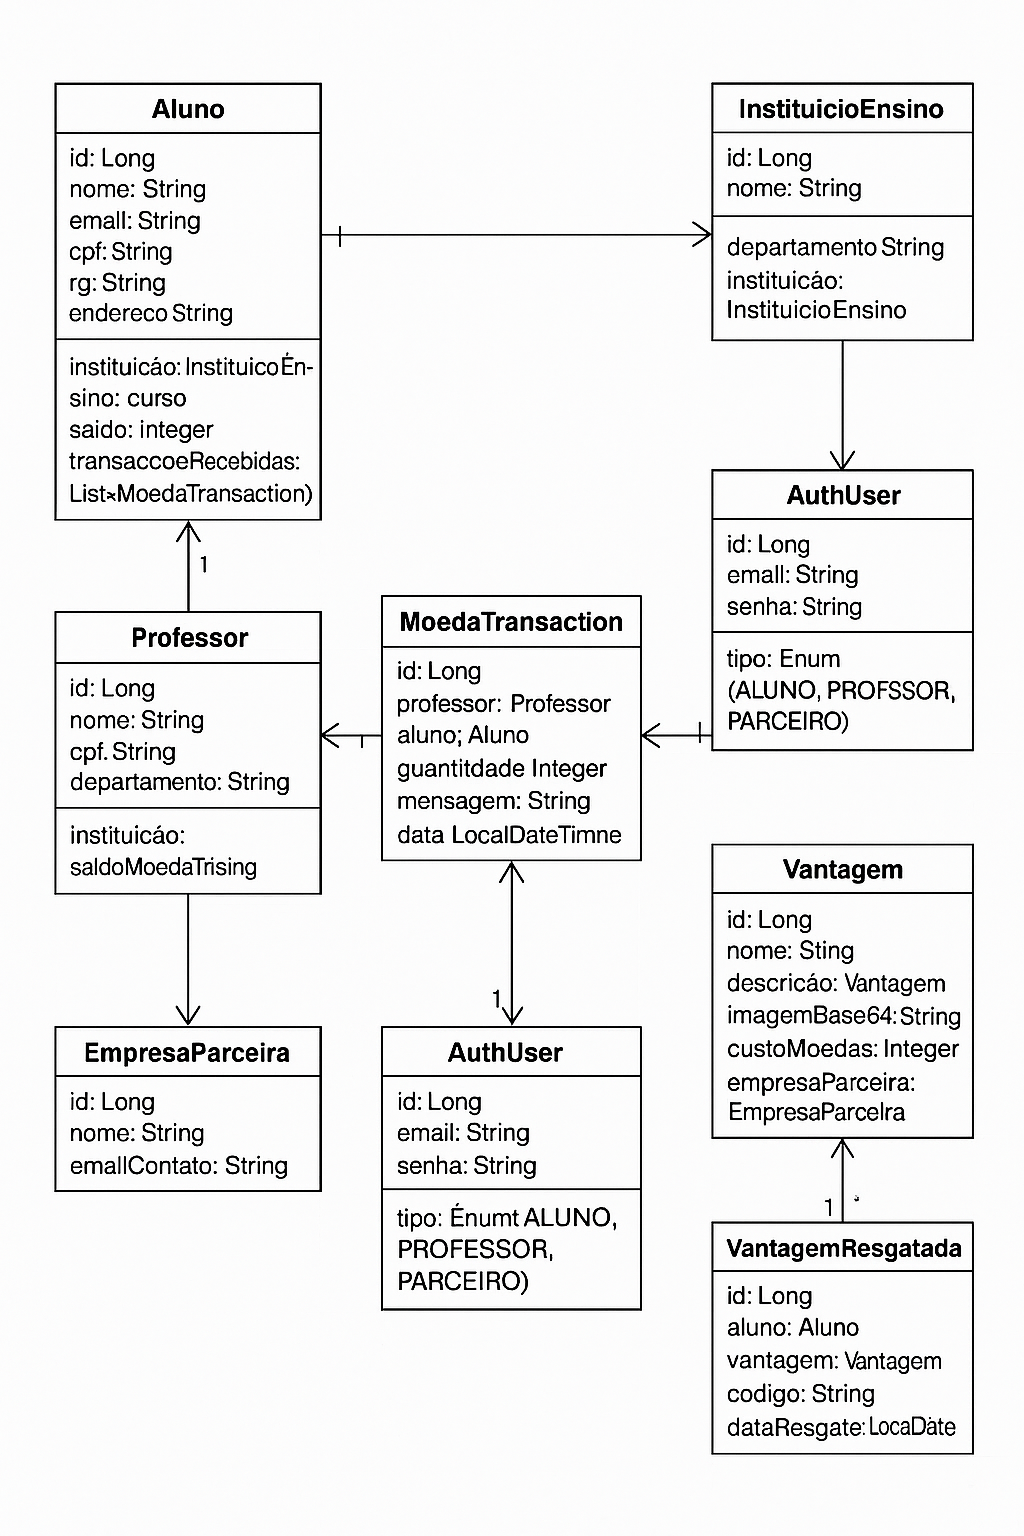 Aluno
id: Long
nome: String
emall: String
cpf: String
rg: String
endereco String
instituicáo: InstituicoÉn-
sino: curso
saido: integer
transaccoeRecebidas:
List×MoedaTransaction)
InstituicioEnsino
id: Long
nome: String
departamento String
instituicáo:
InstituicioEnsino
1
AuthUser
id: Long
emall: String
senha: String
tipo: Enum
(ALUNO, PROFSSOR,
PARCEIRO)
Professor
id: Long
nome: String
cpf. String
departamento: String
instituicáo:
saldoMoedaTrising
MoedaTransaction
id: Long
professor: Professor
aluno; Aluno
guantitdade Integer
mensagem: String
data LocalDateTimne
Vantagem
id: Long
nome: Sting
descricáo: Vantagem
imagemBase64: String
custoMoedas: Integer
empresaParceira:
EmpresaParcelra
1
EmpresaParceira
id: Long
nome: String
emallContato: String
AuthUser
id: Long
email: String
senha: String
tipo: Énumt ALUNO,
PROFESSOR,
PARCEIRO)
1
VantagemResgatada
id: Long
aluno: Aluno
vantagem: Vantagem
codigo: String
dataResgate: LocaDate